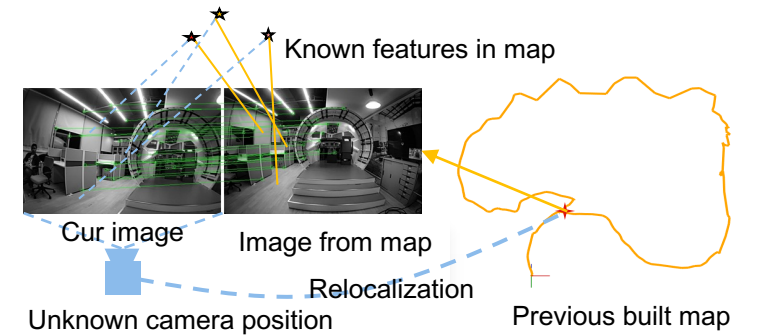 Known features in map
Cur image
Image from map
Relocalization
Unknown camera position
Previous built map